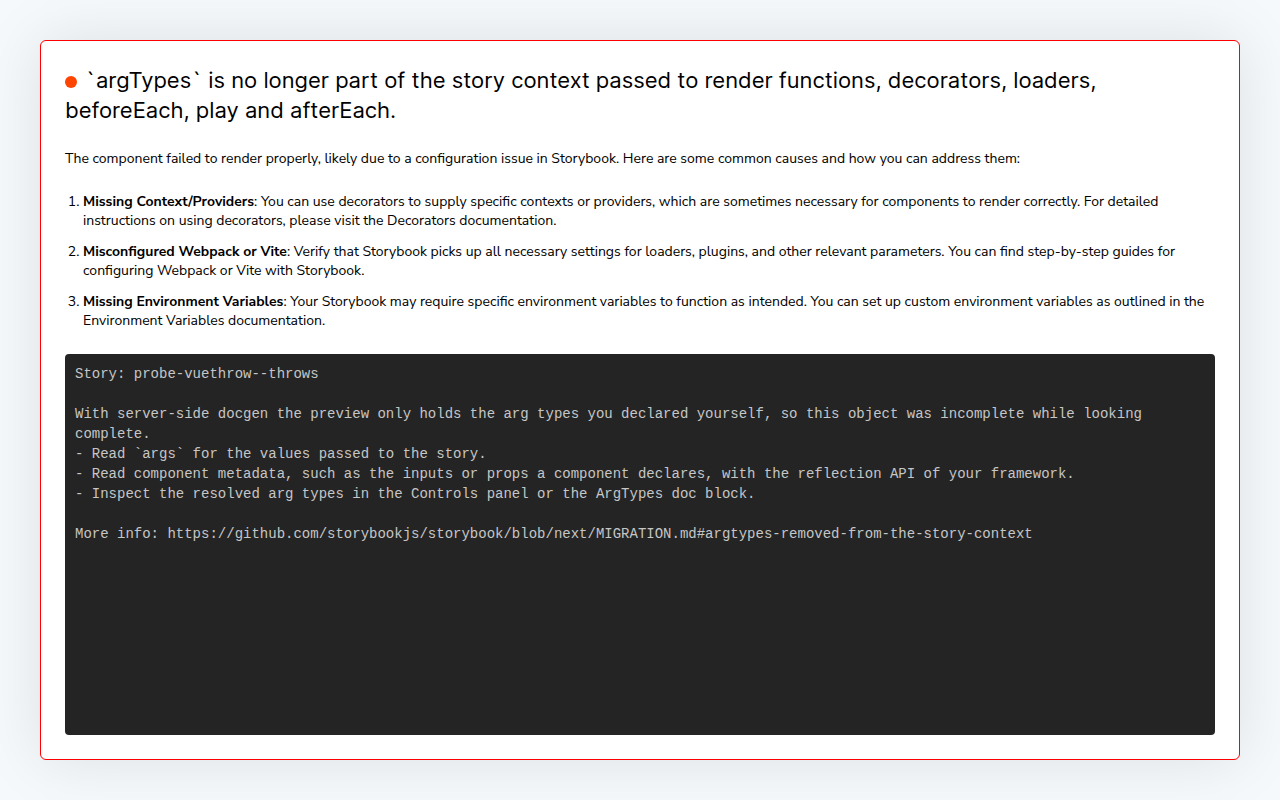 `argTypes` is no longer part of the story context passed to render functions, decorators, loaders,
beforeEach, play and afterEach.
The component failed to render properly, likely due to a configuration issue in Storybook. Here are some common causes and how you can address them:
1. Missing Context/Providers: You can use decorators to supply specific contexts or providers, which are sometimes necessary for components to render correctly. For detailed
instructions on using decorators, please visit the Decorators documentation.
2. Misconfigured Webpack or Vite: Verify that Storybook picks up all necessary settings for loaders, plugins, and other relevant parameters. You can find step-by-step guides for
configuring Webpack or Vite with Storybook.
3. Missing Environment Variables: Your Storybook may require specific environment variables to function as intended. You can set up custom environment variables as outlined in the
Environment Variables documentation.
Story: probe-vuethrow--throws
With server-side docgen the preview only holds the arg types you declared yourself, so this object was incomplete while looking
complete.
- Read `args` for the values passed to the story.
- Read component metadata, such as the inputs or props a component declares, with the reflection API of your framework.
- Inspect the resolved arg types in the Controls panel or the ArgTypes doc block.
More info: https://github.com/storybookjs/storybook/blob/next/MIGRATION.md#argtypes-removed-from-the-story-context